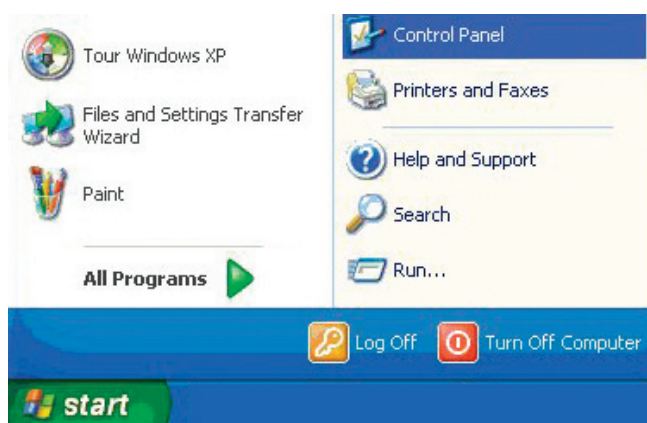 Tour Windows XP
Files and Settings Transfer
Wizard
Paint
All Programs
Control Panel
Printers and Faxes
Help and Support
Search
Run...
Log Off
Turn Off Computer
start